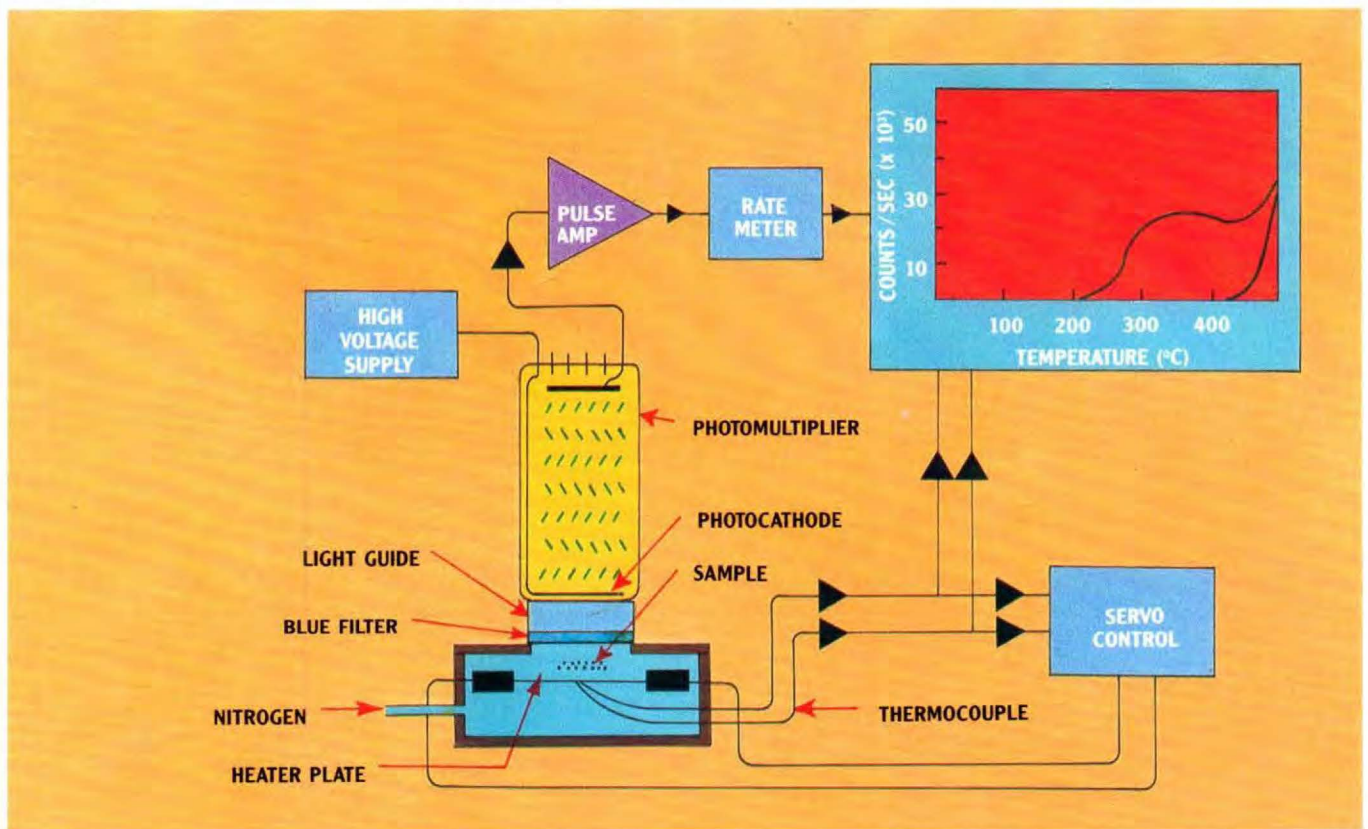 PULSE
AMP
RATE
METER
COUNTS / SEC (x 10³)
50
30
10
100 200 300 400
TEMPERATURE (°C)
HIGH
VOLTAGE
SUPPLY
PHOTOMULTIPLIER
PHOTOCATHODE
LIGHT GUIDE
SAMPLE
BLUE FILTER
SERVO
CONTROL
NITROGEN
THERMOCOUPLE
HEATER PLATE